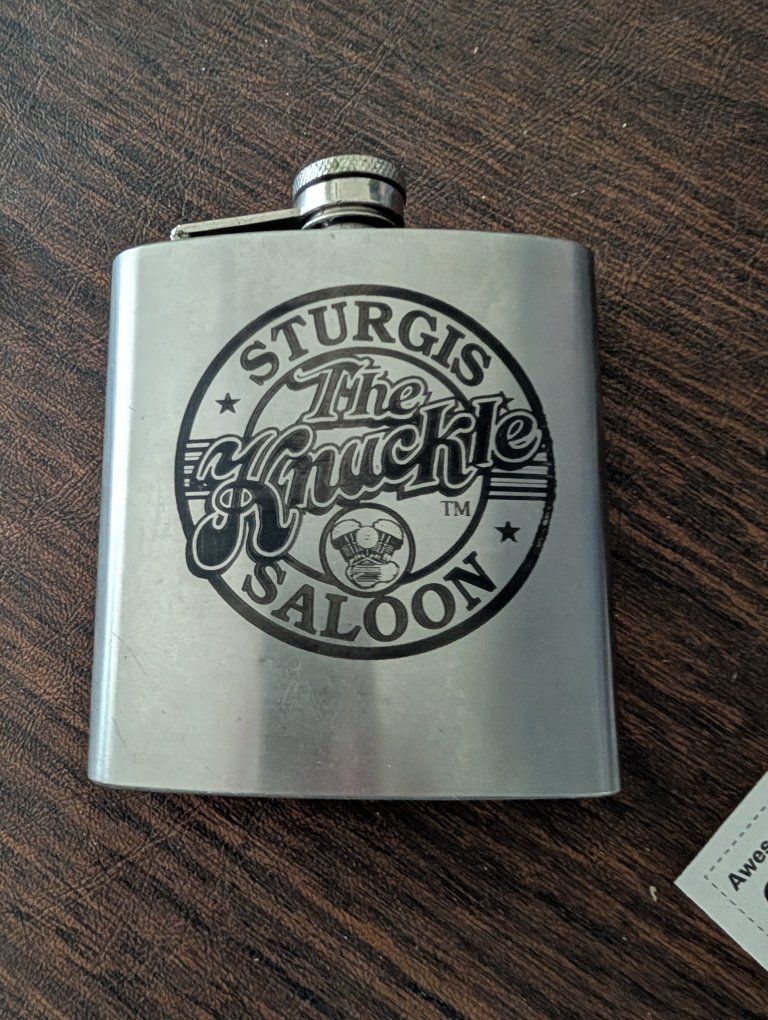 STURGIS
The
Knuckle
TM
SALOON